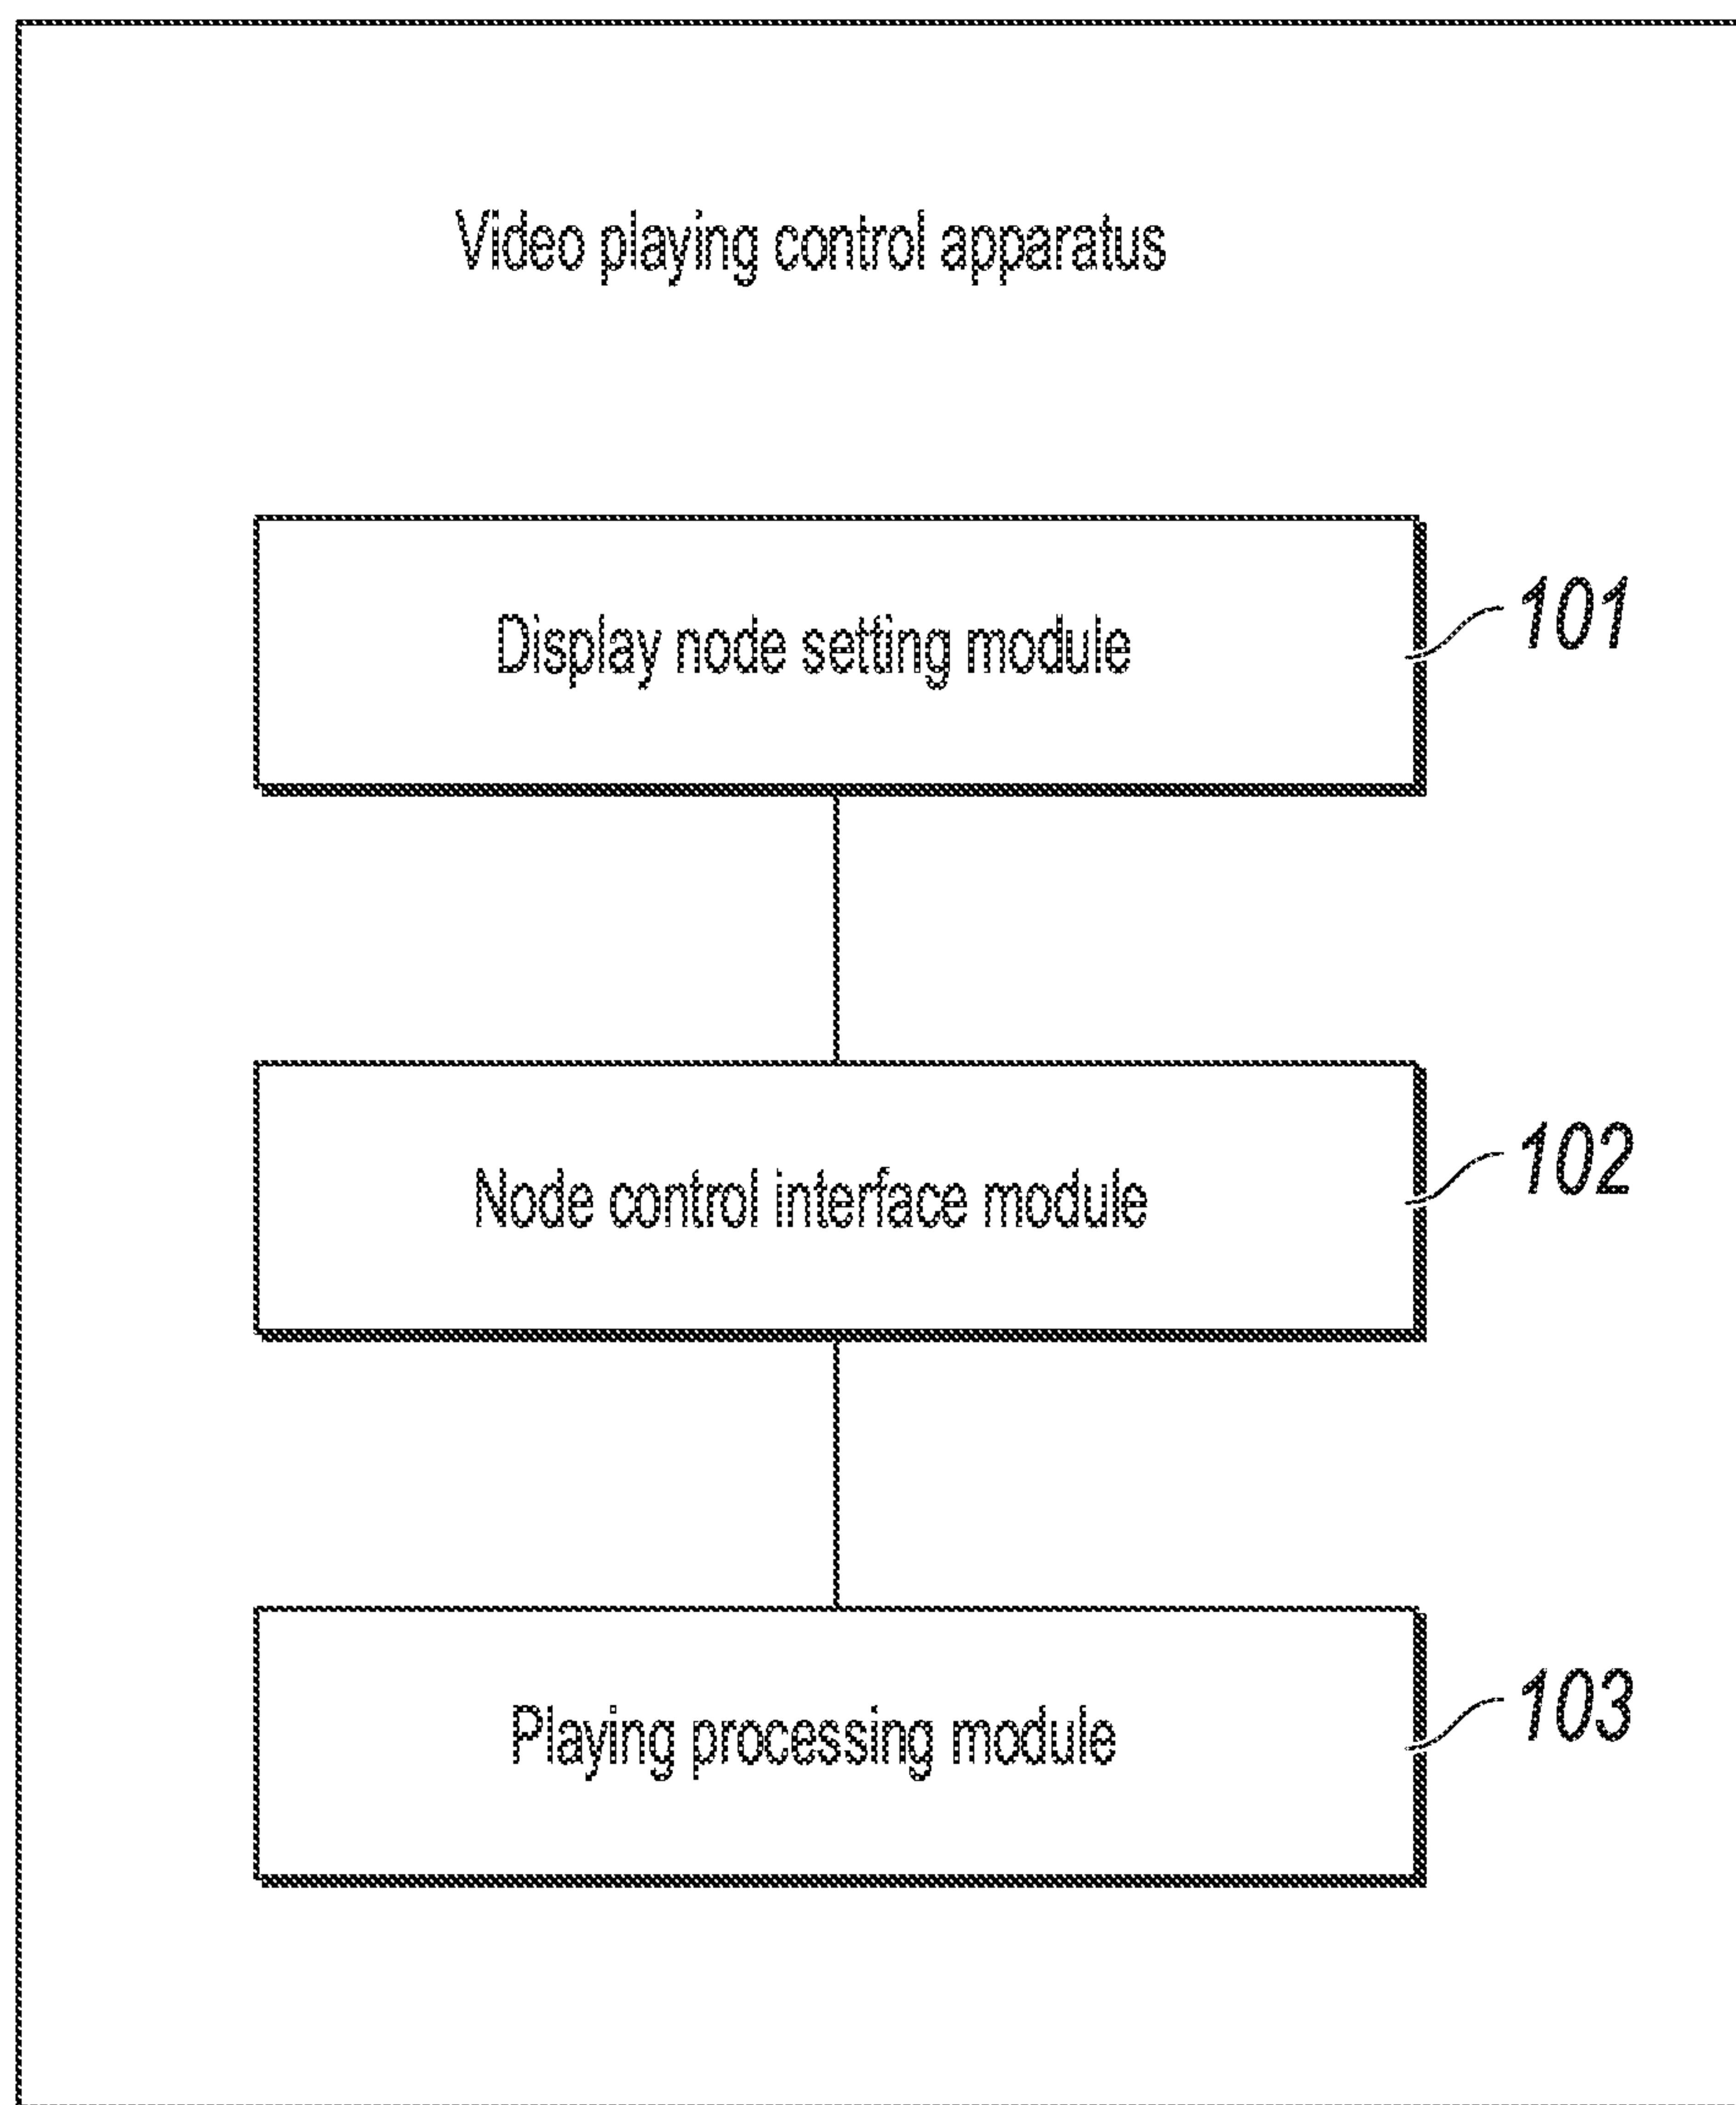 Video playing control apparatus
Display node setting module
101
Node control interface module
102
Playing processing module
103